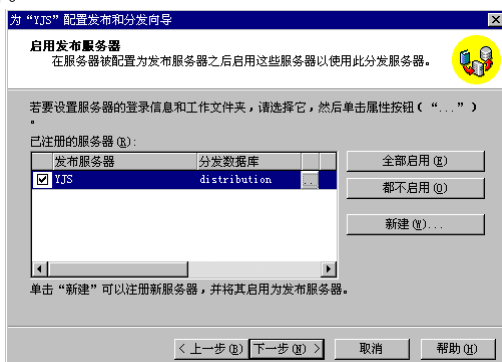 为“YJS”配置发布和分发向导
启用发布服务器
在服务器被配置为发布服务器之后启用这些服务器以使用此分发服务器。
若要设置服务器的登录信息和工作文件夹，请选择它，然后单击属性按钮(“...”)
。
已注册的服务器(R):
发布服务器 分发数据库
YJS distribution ..
全部启用(E)
都不启用(O)
新建(W)...
单击“新建”可以注册新服务器，并将其启用为发布服务器。
< 上一步(B) 下一步(N) > 取消 帮助(H)